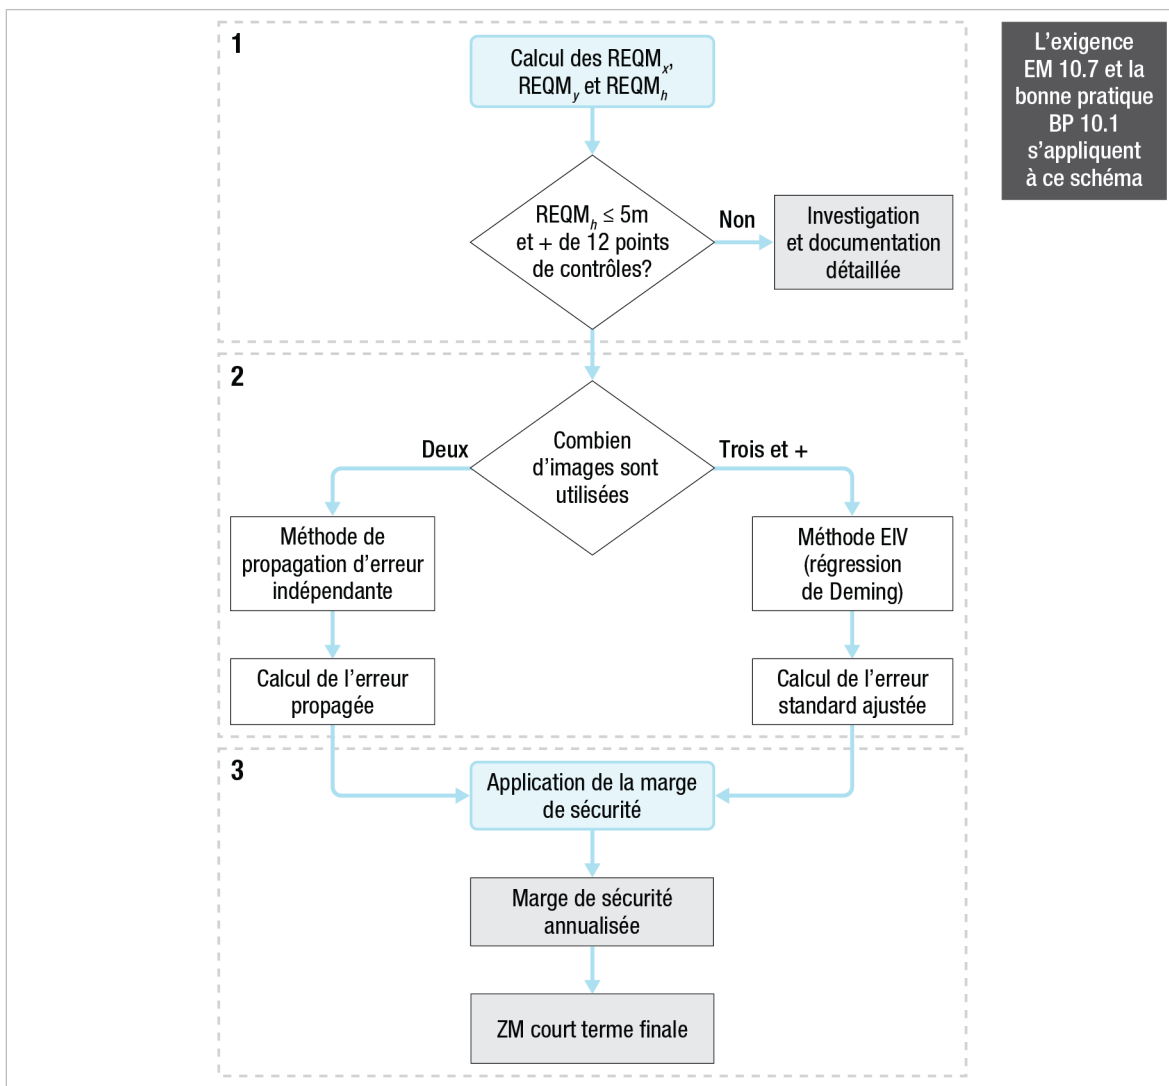 1
Calcul des REQMx,
REQMy et REQMh
L'exigence
EM 10.7 et la
bonne pratique
BP 10.1
s'appliquent
à ce schéma
REQMh ≤ 5m
et + de 12 points
de contrôles?
Non
Investigation
et documentation
détaillée
2
Combien
d'images sont
utilisées
Deux
Trois et +
Méthode de
propagation d'erreur
indépendante
Méthode EIV
(régression
de Deming)
Calcul de l'erreur
propagée
Calcul de l'erreur
standard ajustée
3
Application de la marge
de sécurité
Marge de sécurité
annualisée
ZM court terme finale